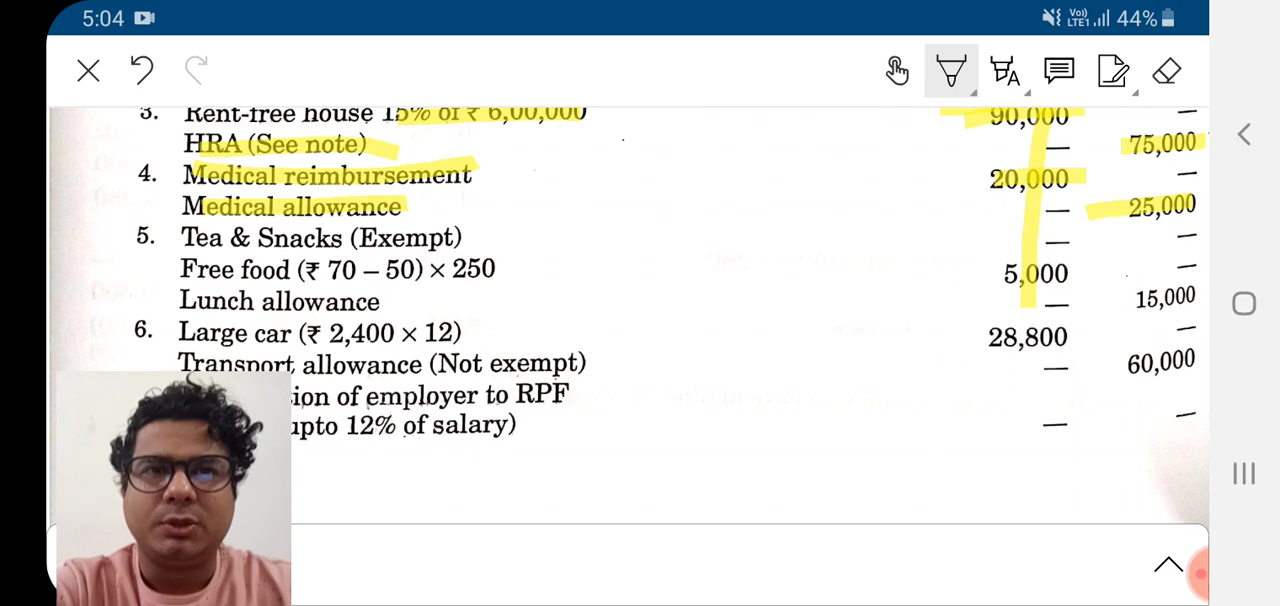 5:04 Vo) LTE1 44%
3. Rent-free house 15% of ₹ 6,00,000 90,000 —
HRA (See note) — 75,000
4. Medical reimbursement 20,000 —
Medical allowance — 25,000
5. Tea & Snacks (Exempt) — —
Free food (₹ 70 – 50) × 250 5,000 —
Lunch allowance — 15,000
6. Large car (₹ 2,400 × 12) 28,800 —
Transport allowance (Not exempt) — 60,000
ion of employer to RPF
upto 12% of salary) — —